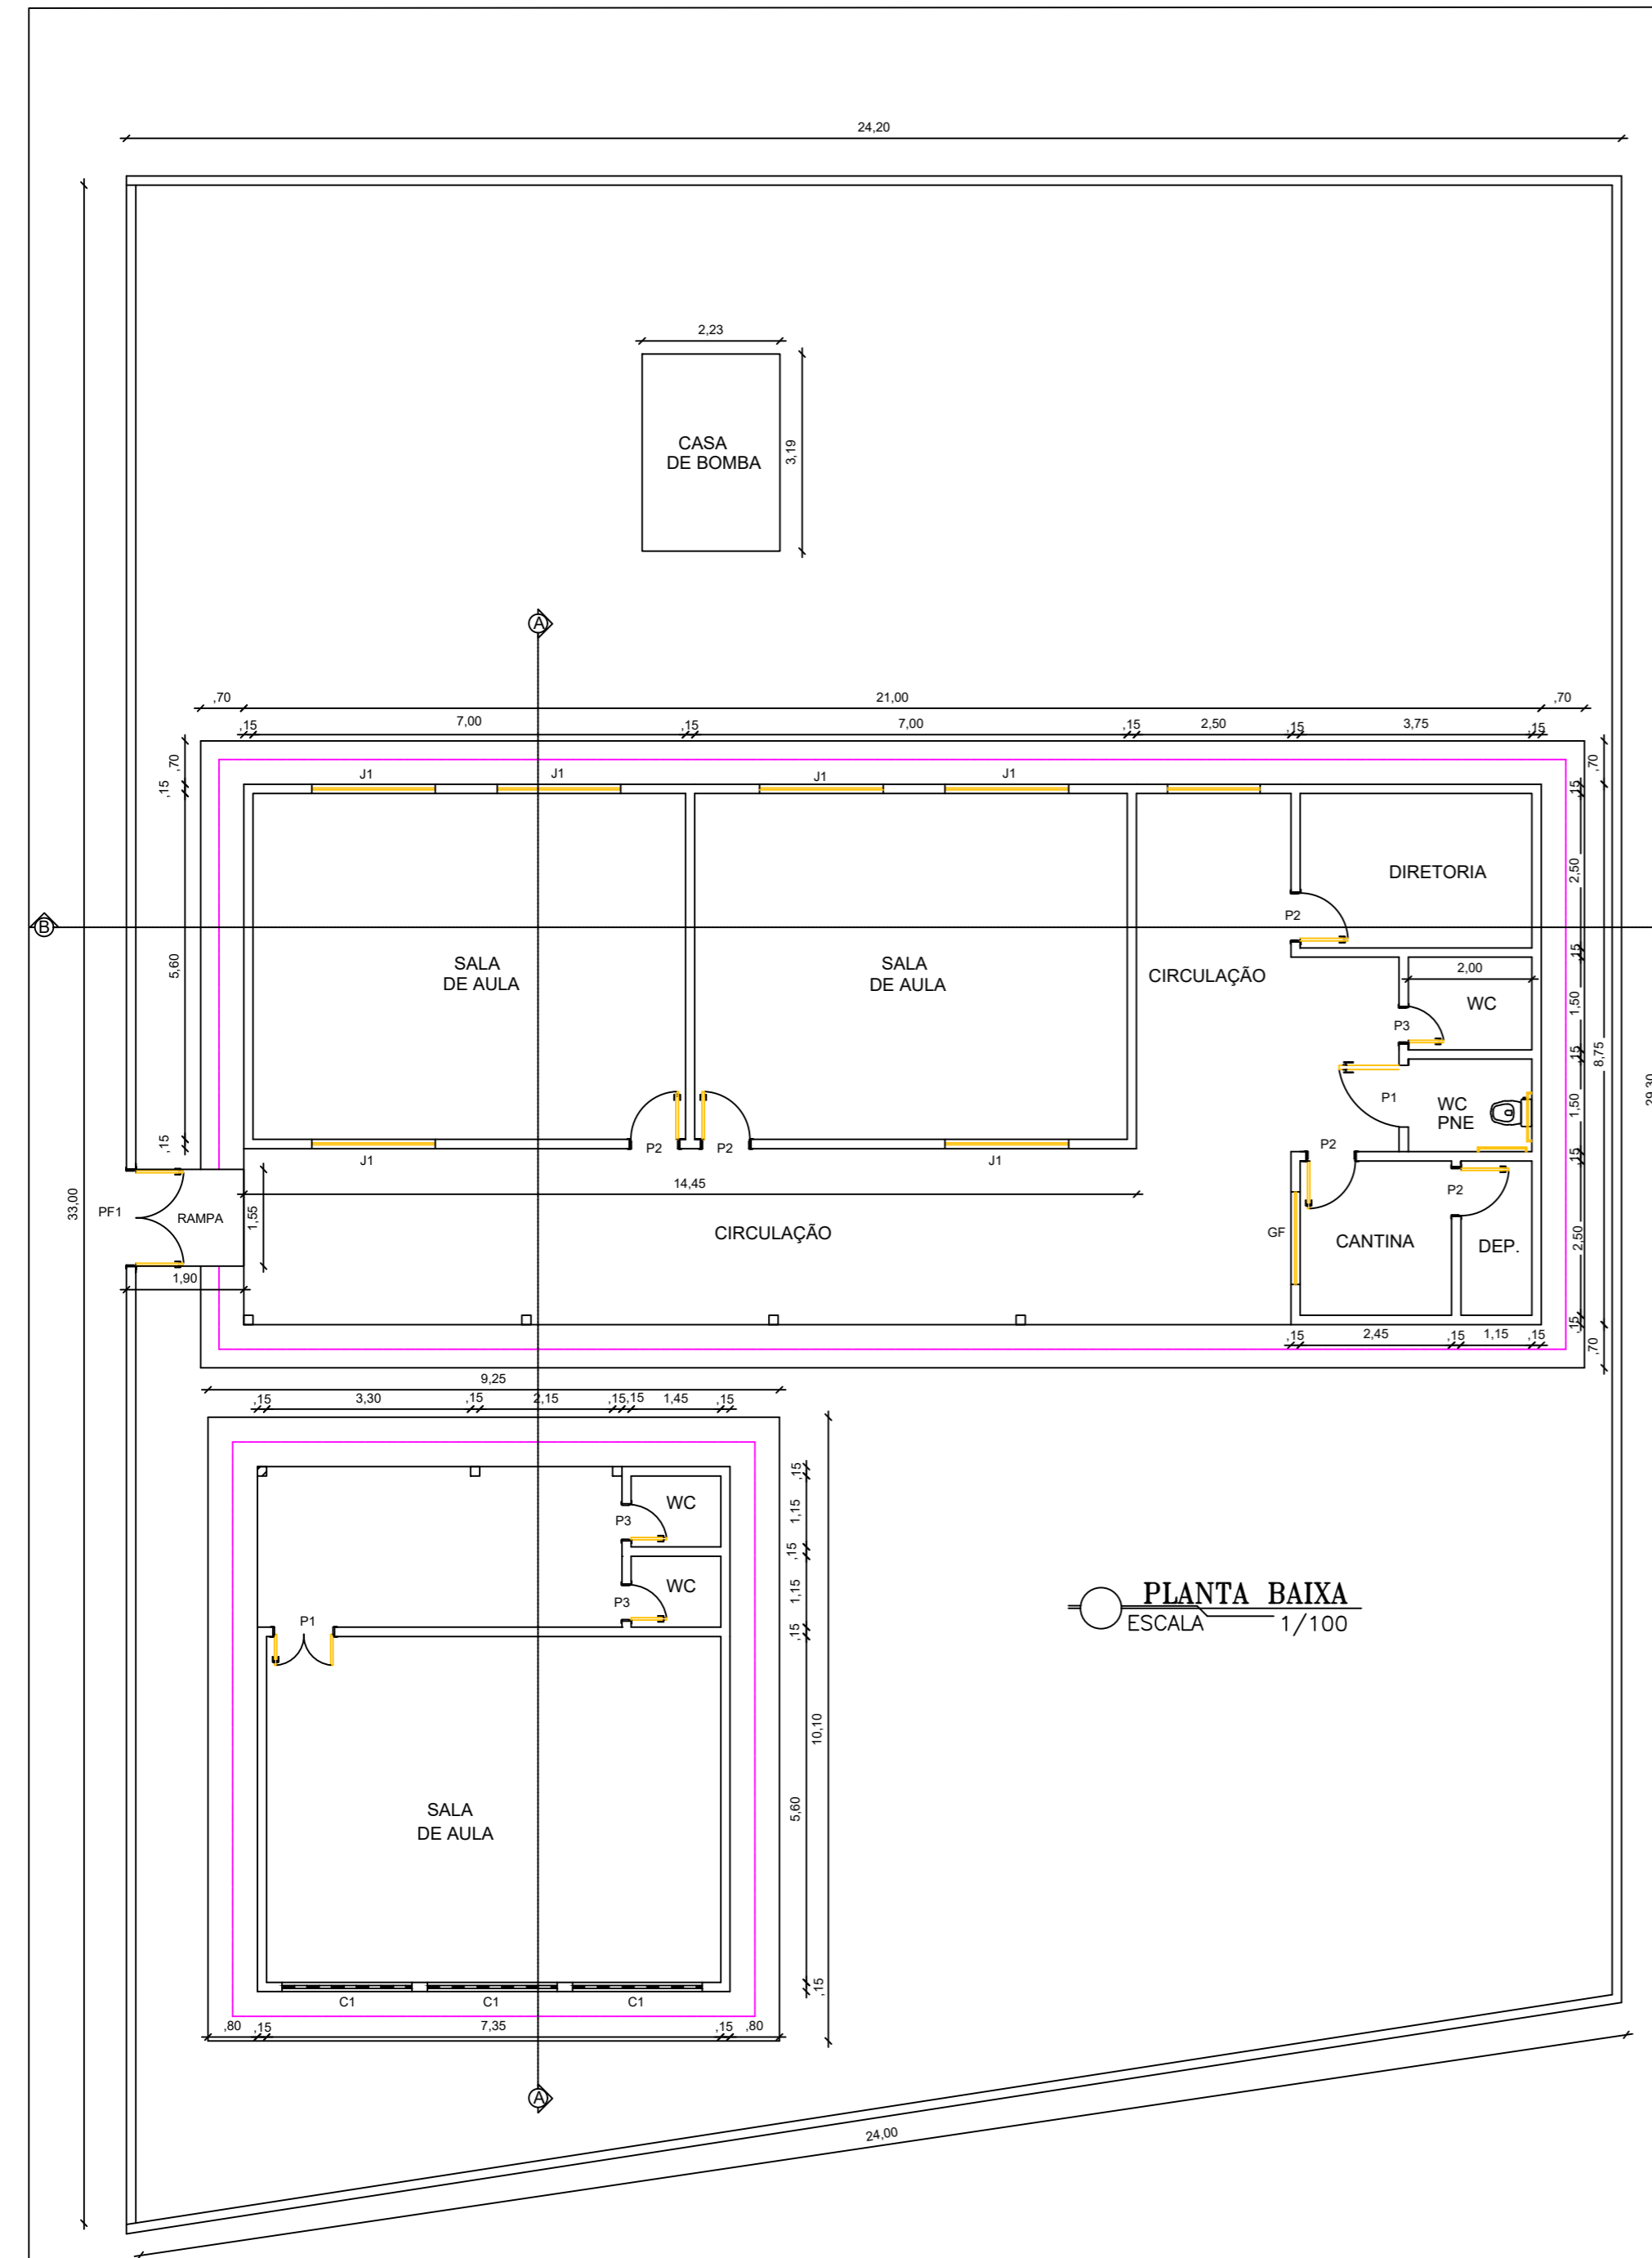 24,20
33,00
2,23
CASA
DE BOMBA
3,19
A
,70
21,00
,70
,15
7,00
,15
7,00
,15
2,50
,15
3,75
,15
,70
,15
5,60
,15
J1
J1
J1
J1
,70
,15
2,50
,15
1,50
,15
1,50
,15
2,50
,15
,70
8,75
29,30
B
SALA
DE AULA
SALA
DE AULA
CIRCULAÇÃO
DIRETORIA
P2
2,00
WC
P3
P1
WC
PNE
P2
P2
J1
P2
P2
J1
14,45
PF1
RAMPA
1,55
1,90
CIRCULAÇÃO
GF
CANTINA
DEP.
,15
2,45
,15
1,15
,15
9,25
,15
3,30
,15
2,15
,15
,15
1,45
,15
WC
P3
WC
P3
P1
,15
1,15
,15
1,15
,15
5,60
,15
10,10
SALA
DE AULA
C1
C1
C1
,80
,15
7,35
,15
,80
A
PLANTA BAIXA
ESCALA 1/100
24,00